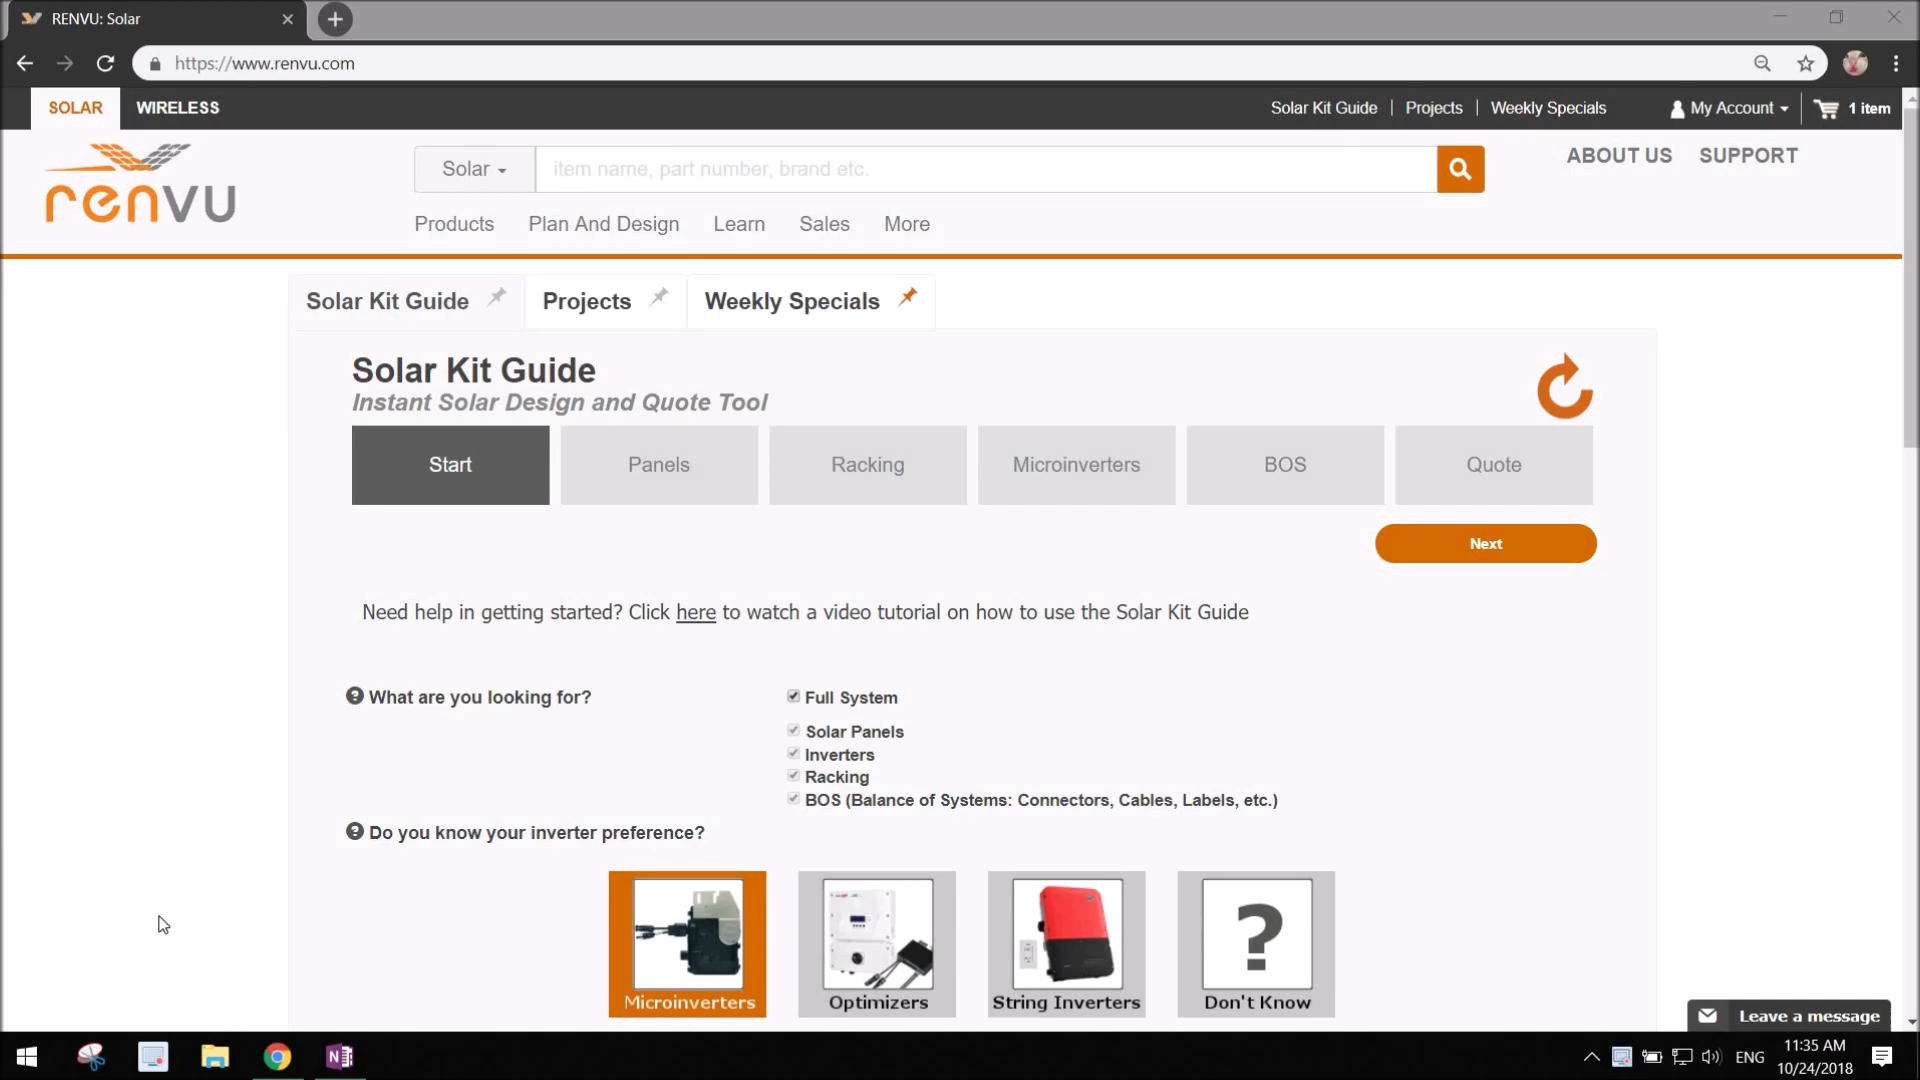 RENVU: Solar
https://www.renvu.com
SOLAR WIRELESS
Solar Kit Guide | Projects | Weekly Specials
My Account
1 item
renvu
Solar
item name, part number, brand etc.
ABOUT US SUPPORT
Products Plan And Design Learn Sales More
Solar Kit Guide Projects Weekly Specials
Solar Kit Guide
Instant Solar Design and Quote Tool
Start Panels Racking Microinverters BOS Quote
Next
Need help in getting started? Click here to watch a video tutorial on how to use the Solar Kit Guide
What are you looking for?
Full System
Solar Panels
Inverters
Racking
BOS (Balance of Systems: Connectors, Cables, Labels, etc.)
Do you know your inverter preference?
Microinverters Optimizers String Inverters Don't Know
Leave a message
ENG
11:35 AM
10/24/2018